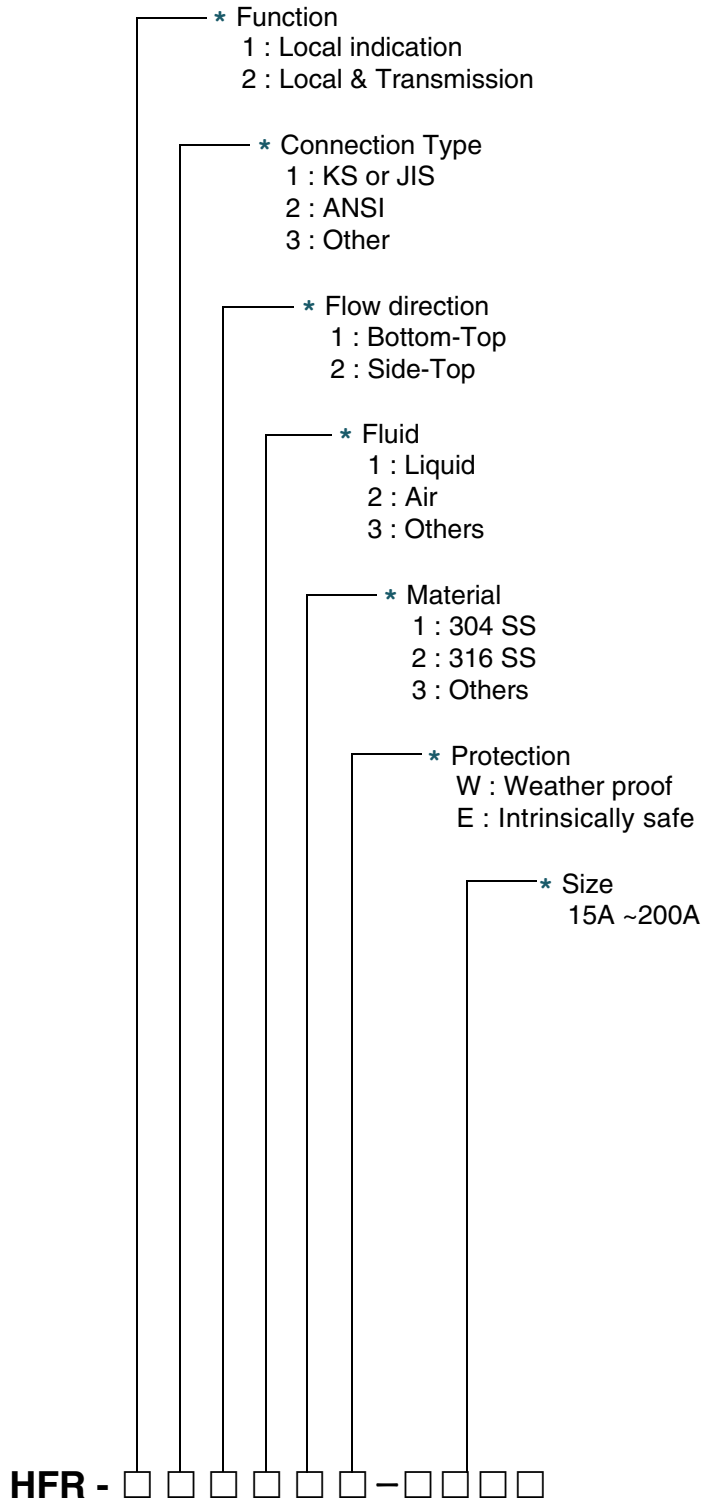 * Function
1 : Local indication
2 : Local & Transmission
* Connection Type
1 : KS or JIS
2 : ANSI
3 : Other
* Flow direction
1 : Bottom-Top
2 : Side-Top
* Fluid
1 : Liquid
2 : Air
3 : Others
* Material
1 : 304 SS
2 : 316 SS
3 : Others
* Protection
W : Weather proof
E : Intrinsically safe
* Size
15A ~200A
HFR - □ □ □ □ □ □ – □ □ □ □